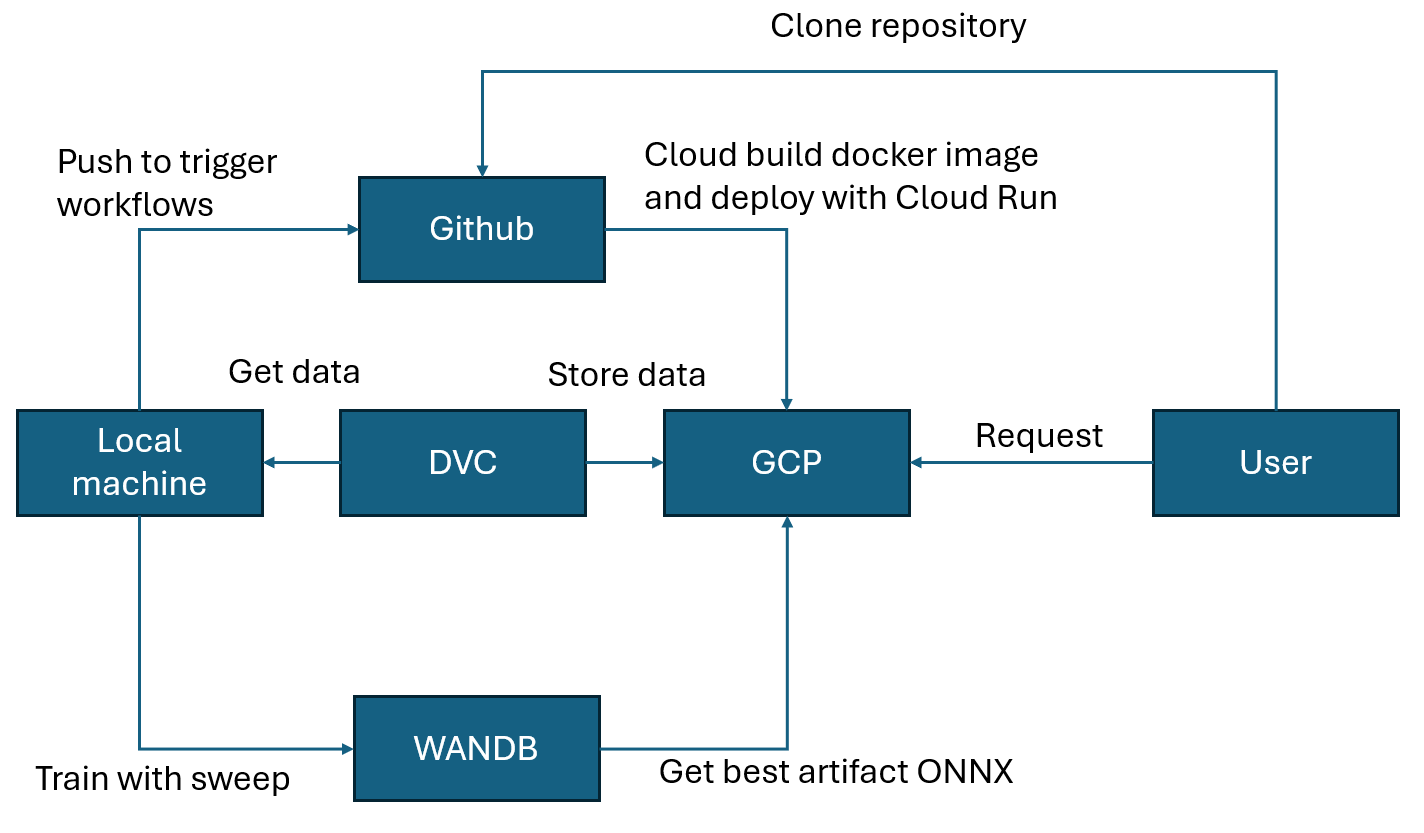 Clone repository
Push to trigger
workflows
Cloud build docker image
and deploy with Cloud Run
Github
Get data
Store data
Local
machine
DVC
GCP
Request
User
WANDB
Train with sweep
Get best artifact ONNX